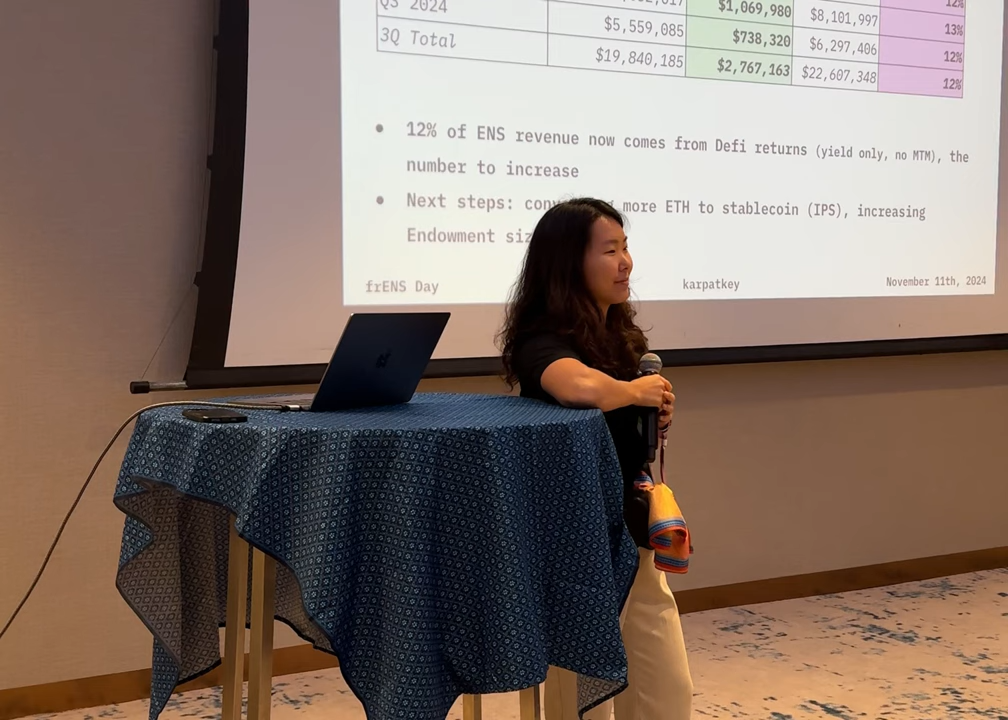 12%
$1,069,980
$8,101,997
13%
Q3 2024
$5,559,085
$738,320
$6,297,406
12%
3Q Total
$19,840,185
$2,767,163
$22,607,348
12%
• 12% of ENS revenue now comes from Defi returns (yield only, no MTM), the
number to increase
• Next steps: more ETH to stablecoin (IPS), increasing
Endowment
frENS Day
karpatkey
November 11th, 2024